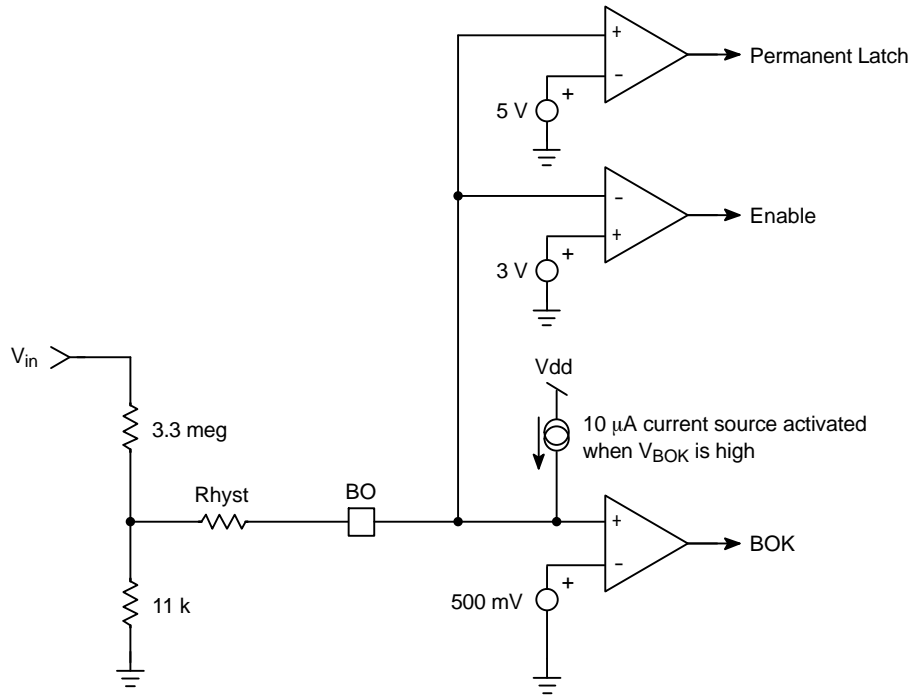 +
-
Permanent Latch
5 V
+
-
+
Enable
3 V
+
Vin
3.3 meg
Vdd
10 μA current source activated
when VBOK is high
Rhyst
BO
+
-
BOK
500 mV
+
11 k